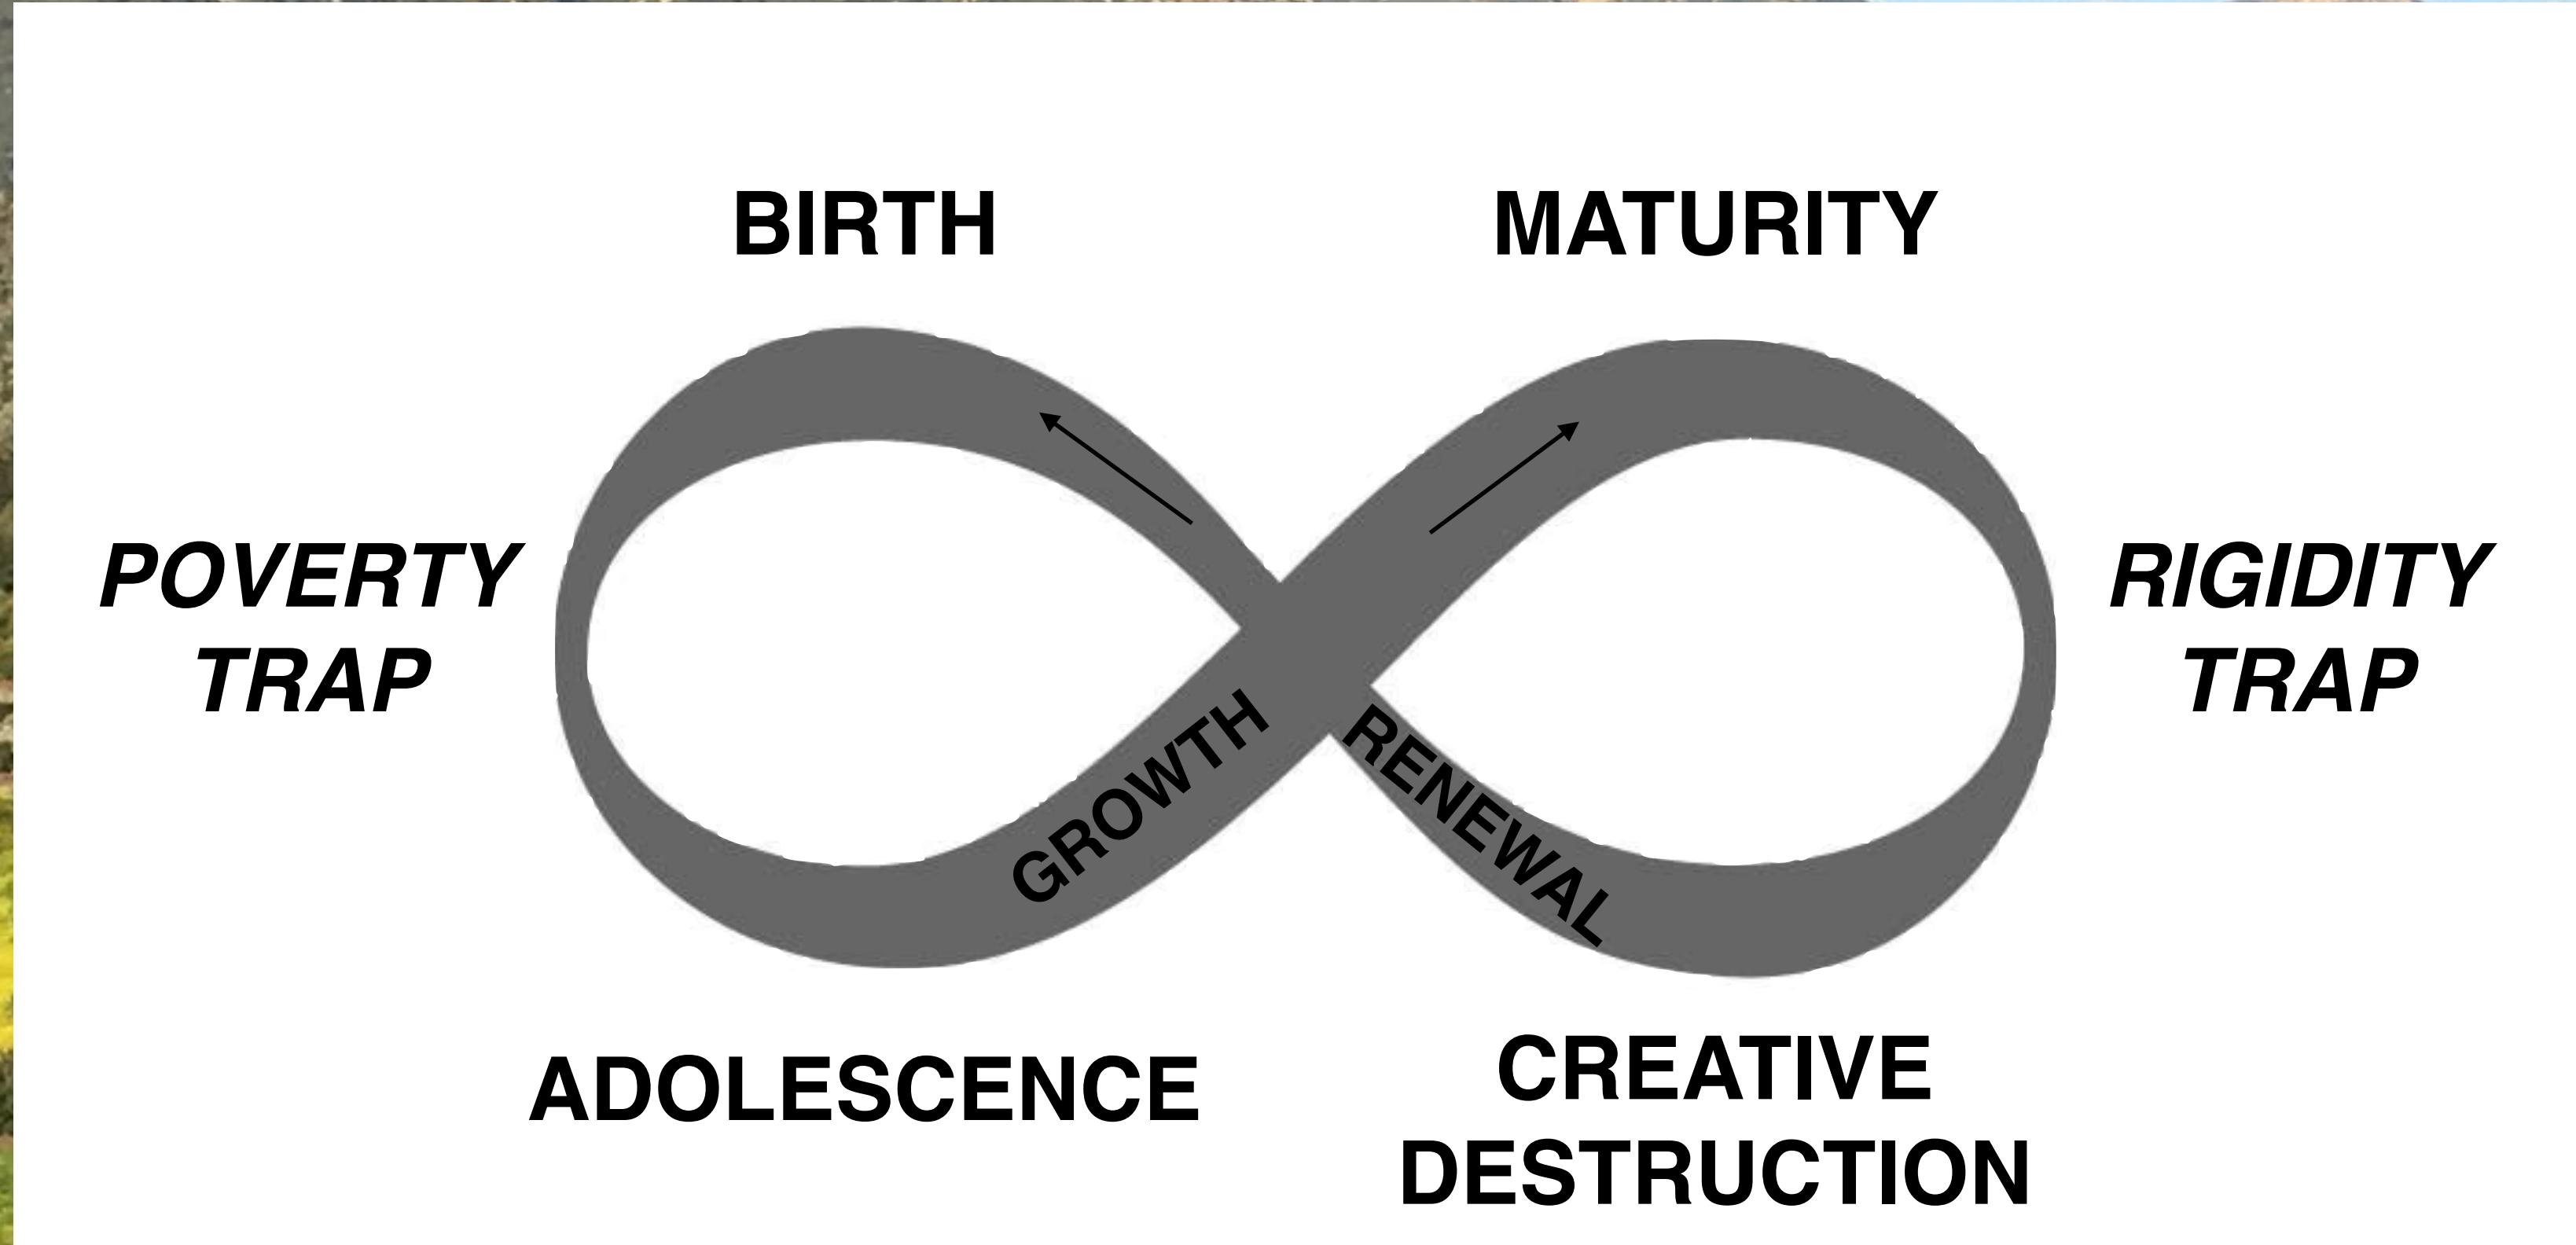 BIRTH
MATURITY
POVERTY
TRAP
RIGIDITY
TRAP
GROWTH
RENEWAL
ADOLESCENCE
CREATIVE
DESTRUCTION